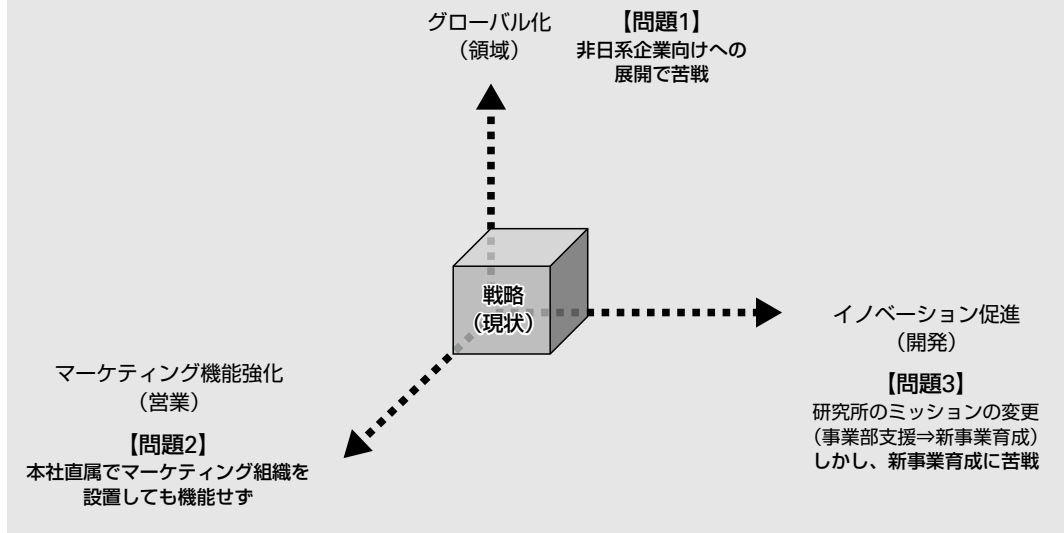 グローバル化
（領域）
【問題1】
非日系企業向けへの
展開で苦戦
戦略
（現状）
イノベーション促進
（開発）
【問題3】
研究所のミッションの変更
（事業部支援⇒新事業育成）
しかし、新事業育成に苦戦
マーケティング機能強化
（営業）
【問題2】
本社直属でマーケティング組織を
設置しても機能せず